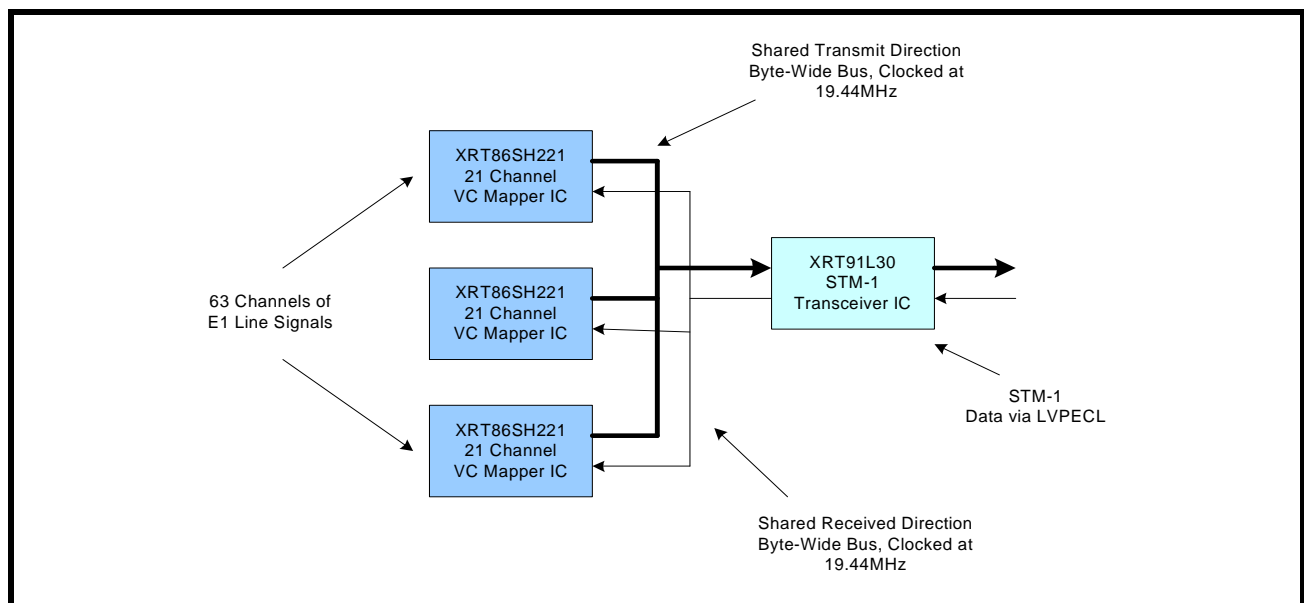 Shared Transmit Direction
Byte-Wide Bus, Clocked at
19.44MHz
XRT86SH221
21 Channel
VC Mapper IC
XRT91L30
STM-1
Transceiver IC
XRT86SH221
21 Channel
VC Mapper IC
63 Channels of
E1 Line Signals
STM-1
Data via LVPECL
XRT86SH221
21 Channel
VC Mapper IC
Shared Received Direction
Byte-Wide Bus, Clocked at
19.44MHz